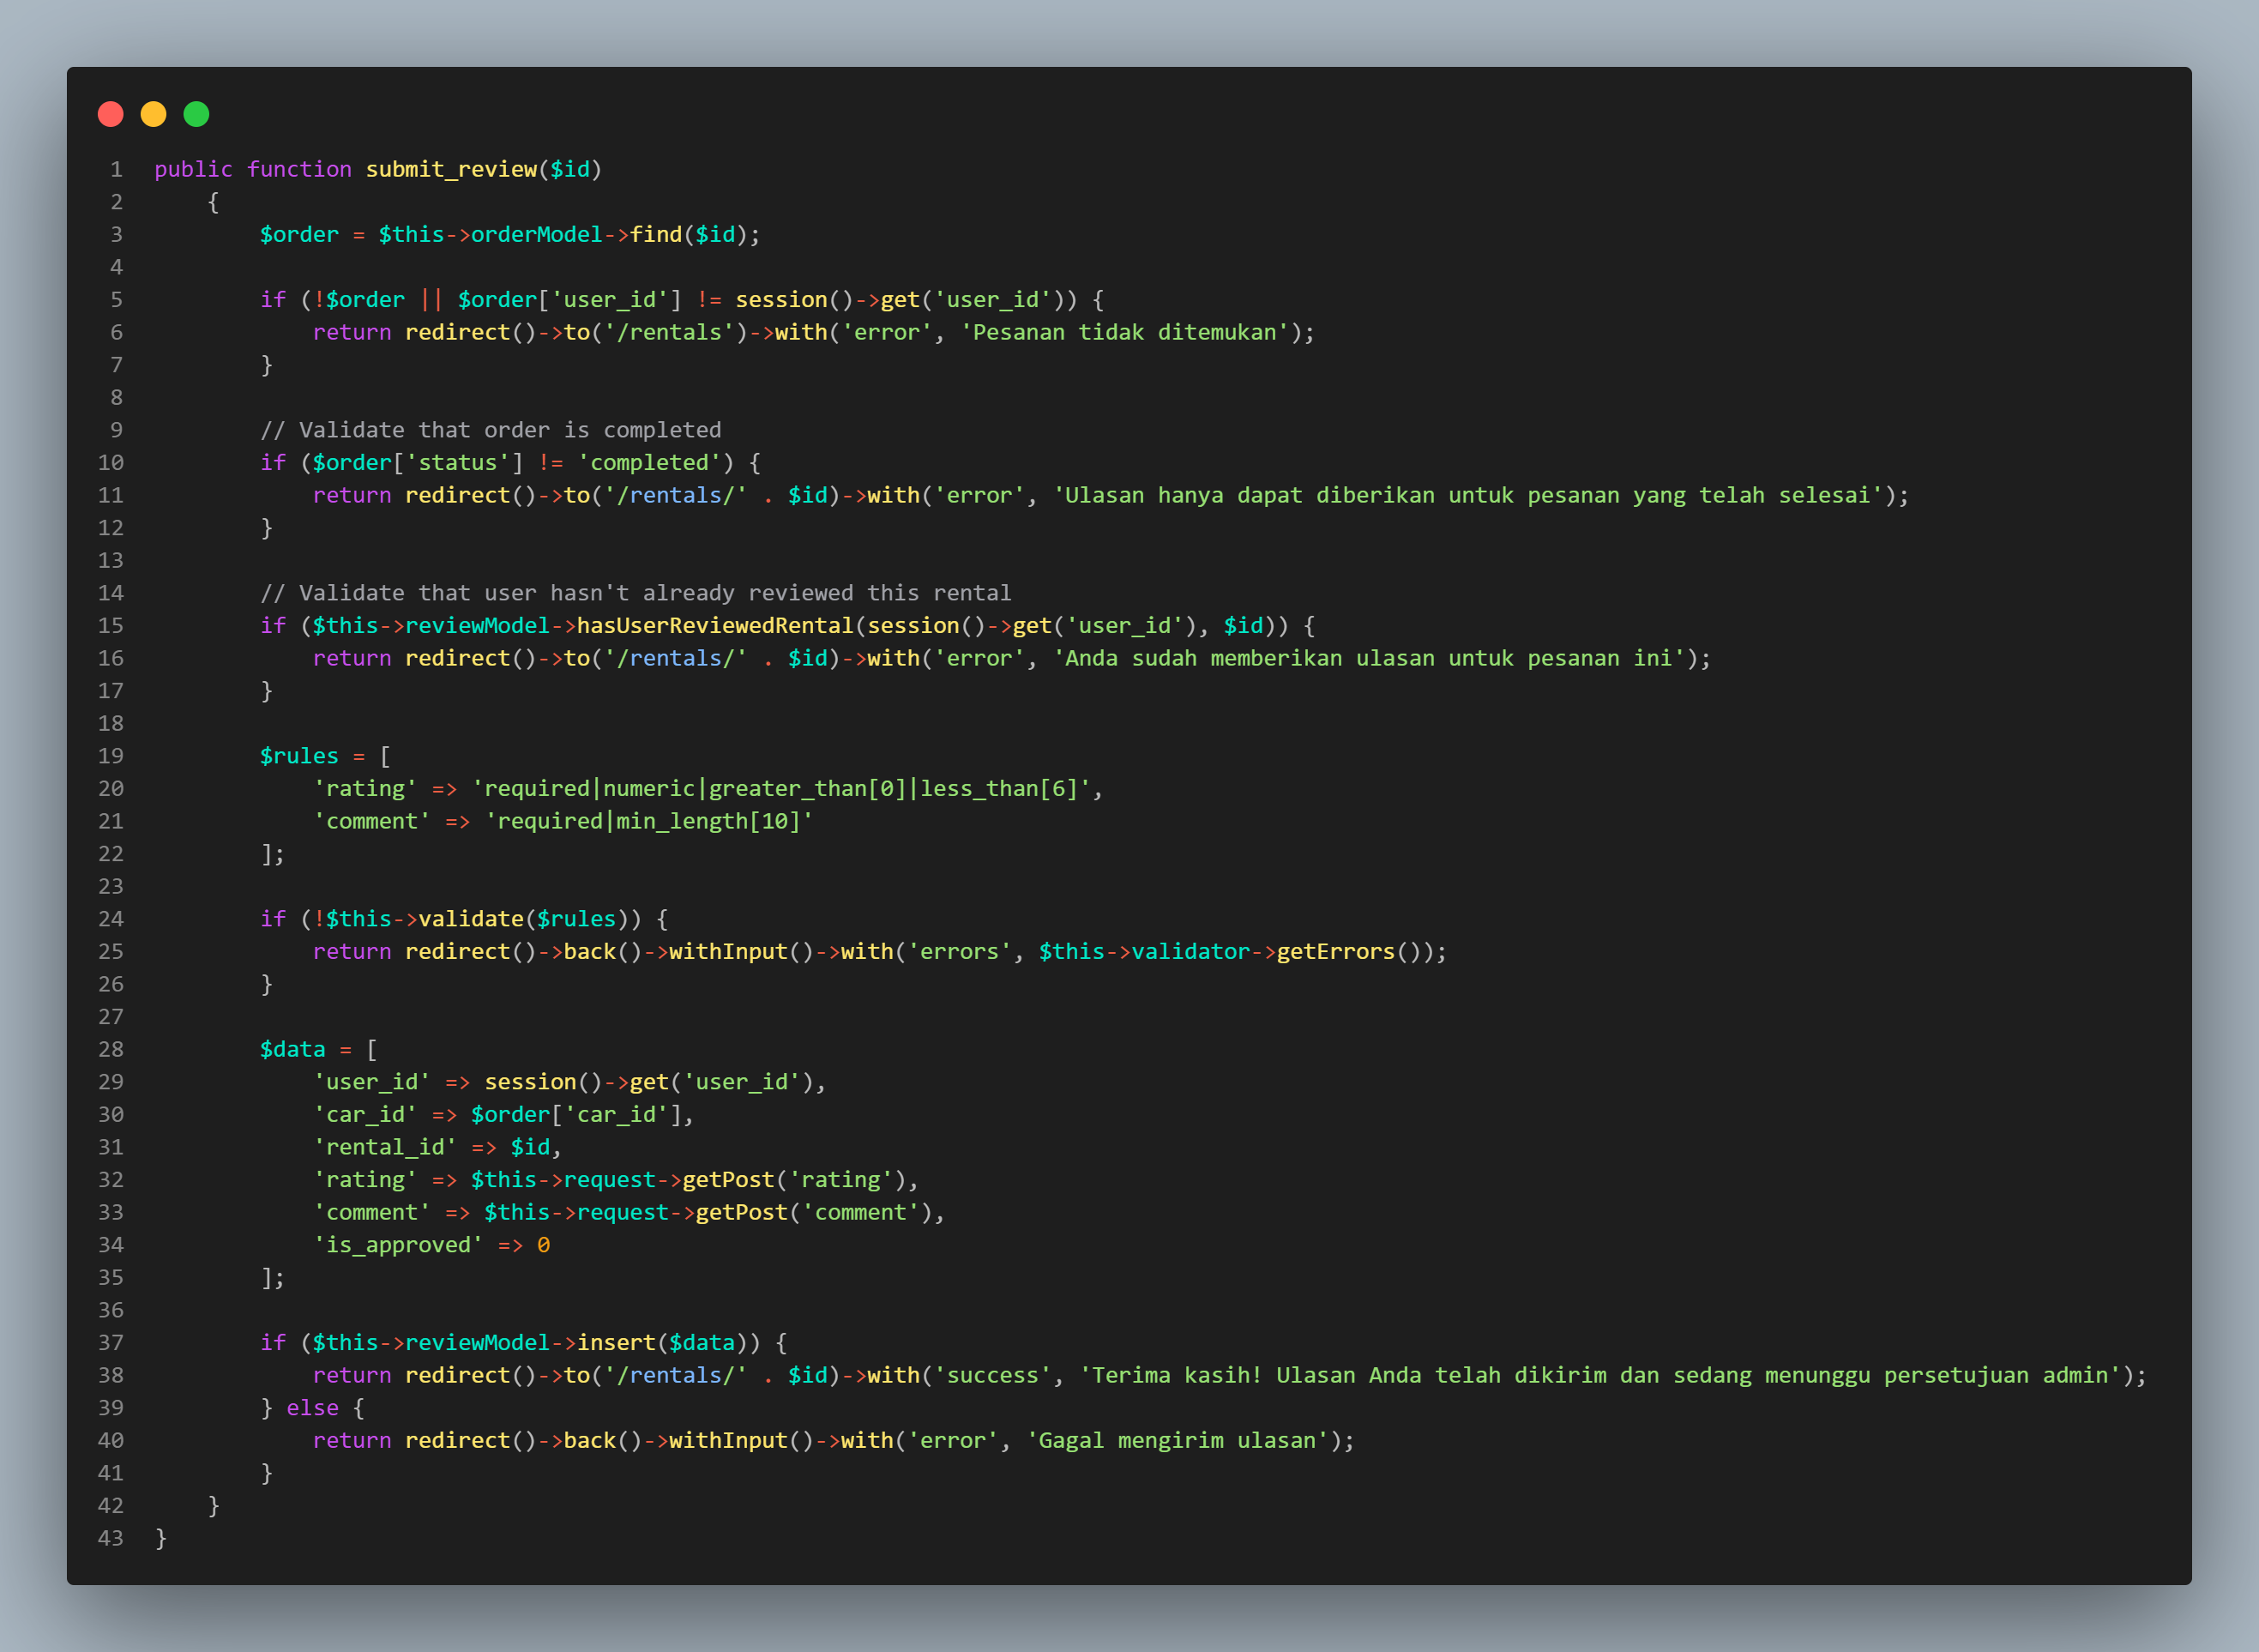 1 public function submit_review($id)
2     {
3         $order = $this->orderModel->find($id);
4
5         if (!$order || $order['user_id'] != session()->get('user_id')) {
6             return redirect()->to('/rentals')->with('error', 'Pesanan tidak ditemukan');
7         }
8
9         // Validate that order is completed
10         if ($order['status'] != 'completed') {
11             return redirect()->to('/rentals/' . $id)->with('error', 'Ulasan hanya dapat diberikan untuk pesanan yang telah selesai');
12         }
13
14         // Validate that user hasn't already reviewed this rental
15         if ($this->reviewModel->hasUserReviewedRental(session()->get('user_id'), $id)) {
16             return redirect()->to('/rentals/' . $id)->with('error', 'Anda sudah memberikan ulasan untuk pesanan ini');
17         }
18
19         $rules = [
20             'rating' => 'required|numeric|greater_than[0]|less_than[6]',
21             'comment' => 'required|min_length[10]'
22         ];
23
24         if (!$this->validate($rules)) {
25             return redirect()->back()->withInput()->with('errors', $this->validator->getErrors());
26         }
27
28         $data = [
29             'user_id' => session()->get('user_id'),
30             'car_id' => $order['car_id'],
31             'rental_id' => $id,
32             'rating' => $this->request->getPost('rating'),
33             'comment' => $this->request->getPost('comment'),
34             'is_approved' => 0
35         ];
36
37         if ($this->reviewModel->insert($data)) {
38             return redirect()->to('/rentals/' . $id)->with('success', 'Terima kasih! Ulasan Anda telah dikirim dan sedang menunggu persetujuan admin');
39         } else {
40             return redirect()->back()->withInput()->with('error', 'Gagal mengirim ulasan');
41         }
42     }
43 }